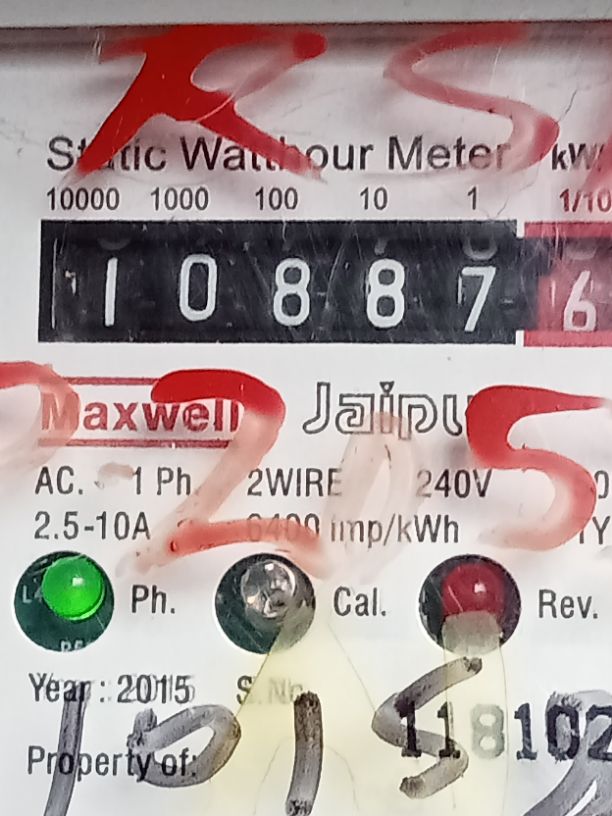 RS
Static Watthour Meter kW
10000 1000 100 10 1 1/10
1 0 8 8 7 6
Maxwell Jaipu
205
AC. 1 Ph. 2WIRE 240V
2.5-10A 6400 imp/kWh
Ph. Cal. Rev.
Year : 2015 S.No.
118102
Property of: